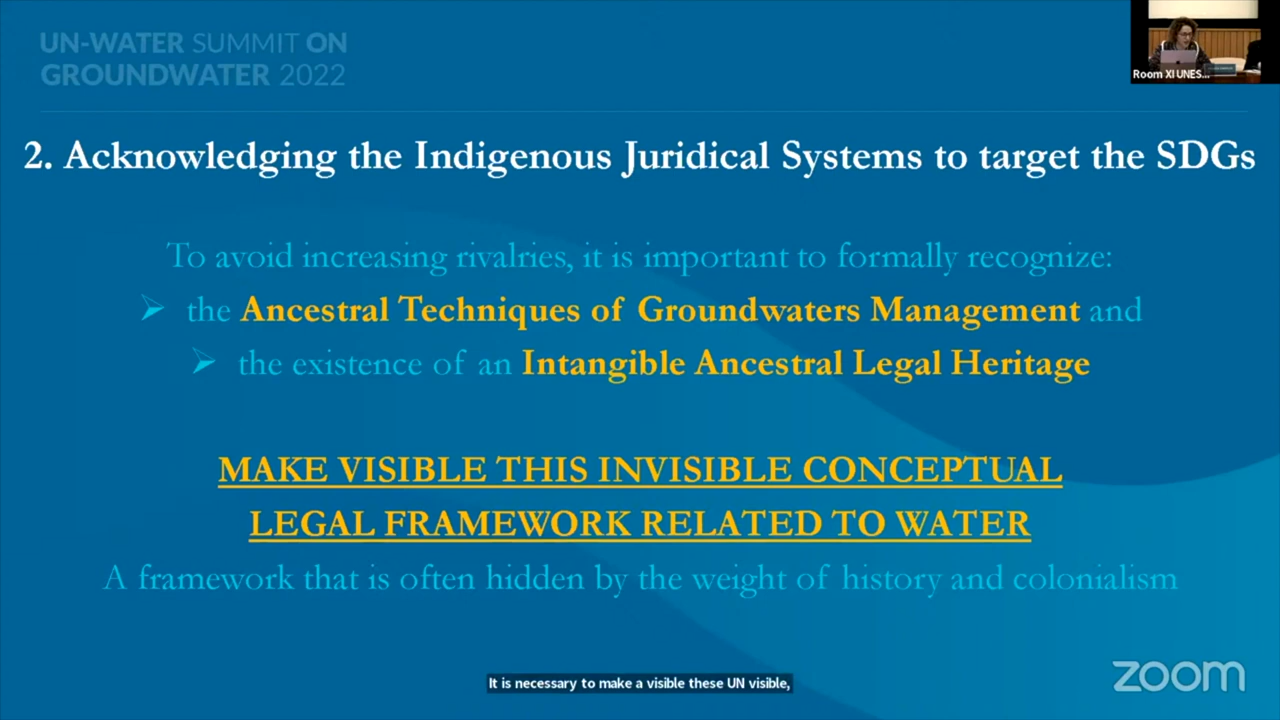 UN-WATER SUMMIT ON
GROUNDWATER 2022
Room XI UNES...
2. Acknowledging the Indigenous Juridical Systems to target the SDGs
To avoid increasing rivalries, it is important to formally recognize:
➢ the Ancestral Techniques of Groundwaters Management and
➢ the existence of an Intangible Ancestral Legal Heritage
MAKE VISIBLE THIS INVISIBLE CONCEPTUAL
LEGAL FRAMEWORK RELATED TO WATER
A framework that is often hidden by the weight of history and colonialism
It is necessary to make a visible these UN visible,
zoom